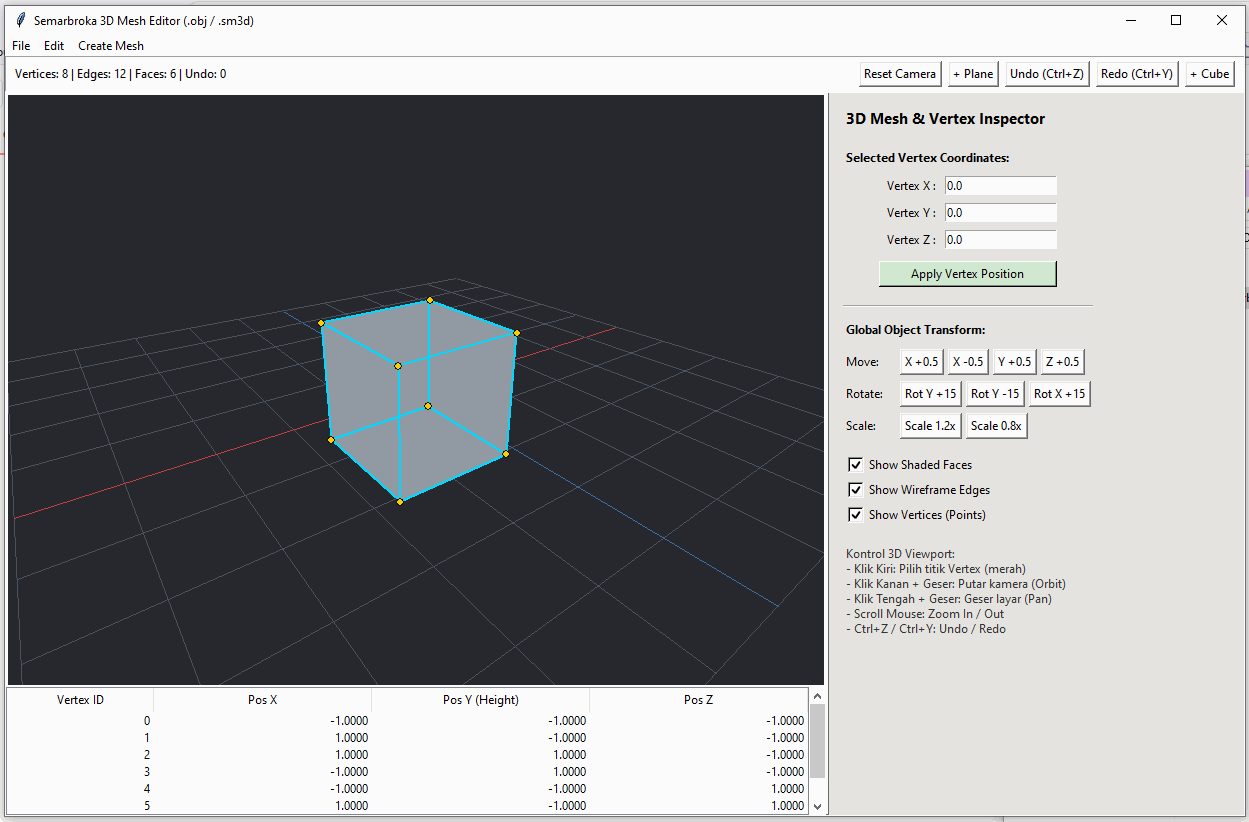 Semarbroka 3D Mesh Editor (.obj / .sm3d)
File Edit Create Mesh
Vertices: 8 | Edges: 12 | Faces: 6 | Undo: 0
Reset Camera + Plane Undo (Ctrl+Z) Redo (Ctrl+Y) + Cube
3D Mesh & Vertex Inspector
Selected Vertex Coordinates:
Vertex X : 0.0
Vertex Y : 0.0
Vertex Z : 0.0
Apply Vertex Position
Global Object Transform:
Move: X +0.5 X -0.5 Y +0.5 Z +0.5
Rotate: Rot Y +15 Rot Y -15 Rot X +15
Scale: Scale 1.2x Scale 0.8x
Show Shaded Faces
Show Wireframe Edges
Show Vertices (Points)
Kontrol 3D Viewport:
- Klik Kiri: Pilih titik Vertex (merah)
- Klik Kanan + Geser: Putar kamera (Orbit)
- Klik Tengah + Geser: Geser layar (Pan)
- Scroll Mouse: Zoom In / Out
- Ctrl+Z / Ctrl+Y: Undo / Redo
Vertex ID Pos X Pos Y (Height) Pos Z
0 -1.0000 -1.0000 -1.0000
1 1.0000 -1.0000 -1.0000
2 1.0000 1.0000 -1.0000
3 -1.0000 1.0000 -1.0000
4 -1.0000 -1.0000 1.0000
5 1.0000 -1.0000 1.0000